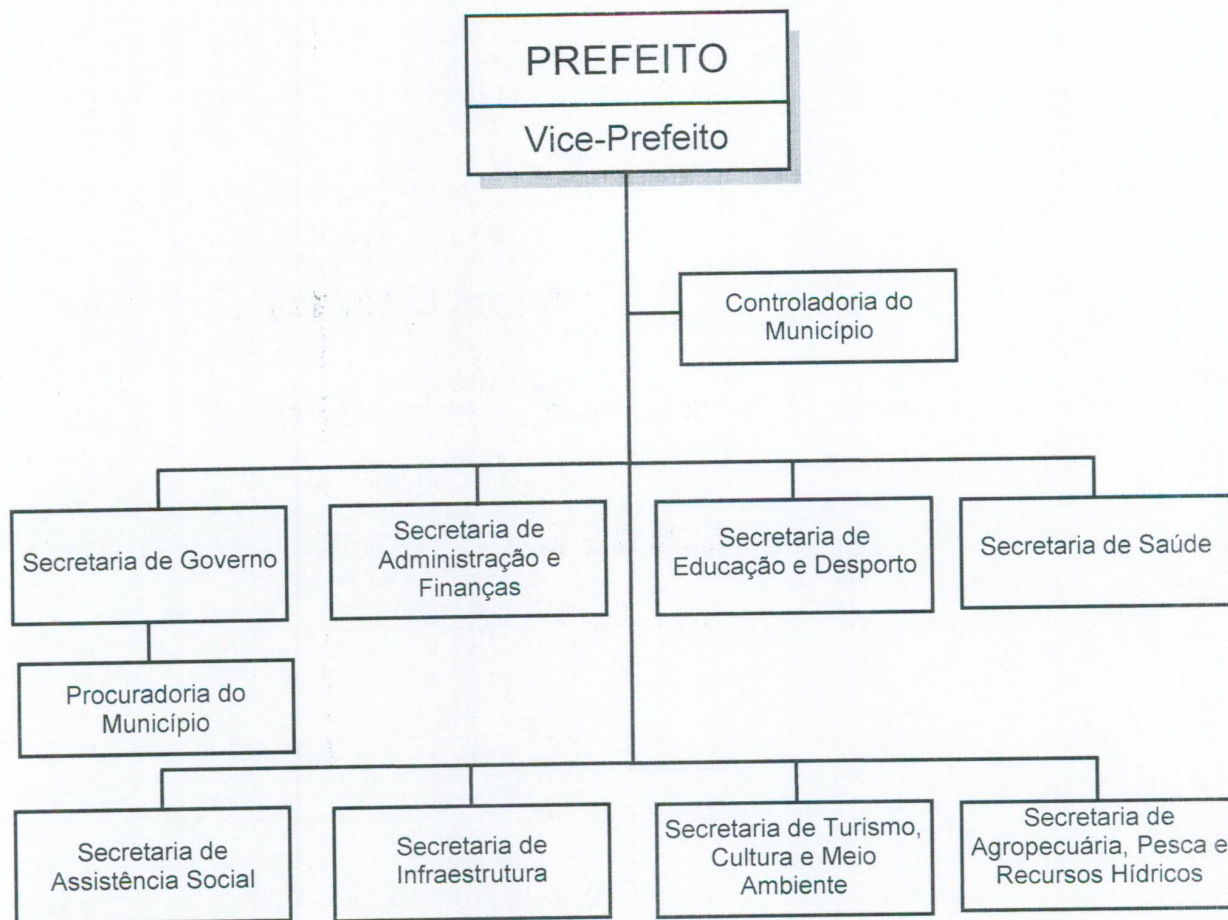 PREFEITO
Vice-Prefeito
Controladoria do
Município
Secretaria de Governo
Secretaria de
Administração e
Finanças
Secretaria de
Educação e Desporto
Secretaria de Saúde
Procuradoria do
Município
Secretaria de
Assistência Social
Secretaria de
Infraestrutura
Secretaria de Turismo,
Cultura e Meio
Ambiente
Secretaria de
Agropecuária, Pesca e
Recursos Hídricos